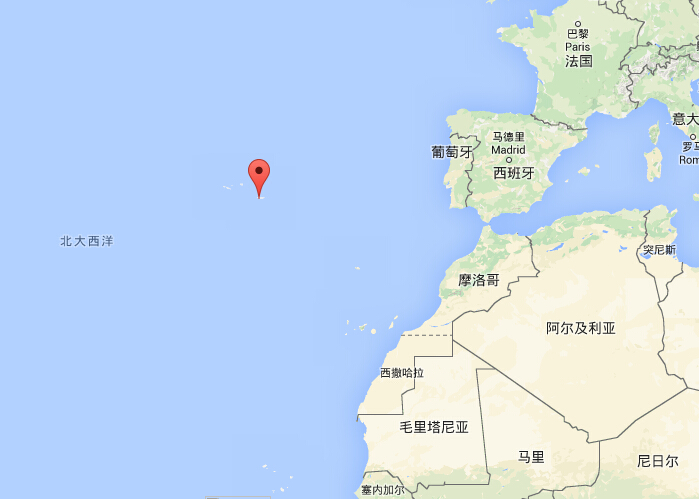 巴黎
Paris
法国
意大
马德里
Madrid
葡萄牙
西班牙
罗马
Rom
北大西洋
突尼斯
摩洛哥
阿尔及利亚
西撒哈拉
毛里塔尼亚
马里
尼日尔
塞内加尔